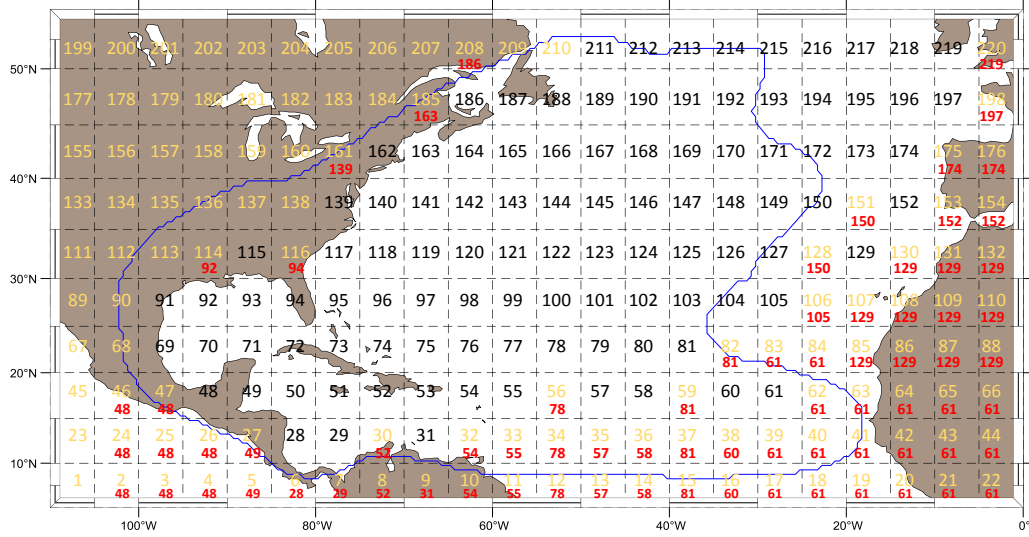 199 200 201 202 203 204 205 206 207 208 209 210 211 212 213 214 215 216 217 218 219 220
186 219
50°N
177 178 179 180 181 182 183 184 185 186 187 188 189 190 191 192 193 194 195 196 197 198
163 197
155 156 157 158 159 160 161 162 163 164 165 166 167 168 169 170 171 172 173 174 175 176
139 174 174
40°N
133 134 135 136 137 138 139 140 141 142 143 144 145 146 147 148 149 150 151 152 153 154
150 152 152
111 112 113 114 115 116 117 118 119 120 121 122 123 124 125 126 127 128 129 130 131 132
92 94 150 129 129 129
30°N
89 90 91 92 93 94 95 96 97 98 99 100 101 102 103 104 105 106 107 108 109 110
105 129 129 129 129
67 68 69 70 71 72 73 74 75 76 77 78 79 80 81 82 83 84 85 86 87 88
81 61 61 129 129 129 129
20°N
45 46 47 48 49 50 51 52 53 54 55 56 57 58 59 60 61 62 63 64 65 66
48 48 78 81 61 61 61 61 61
23 24 25 26 27 28 29 30 31 32 33 34 35 36 37 38 39 40 41 42 43 44
48 48 48 49 52 54 55 78 57 58 81 60 61 61 61 61 61 61
10°N
1 2 3 4 5 6 7 8 9 10 11 12 13 14 15 16 17 18 19 20 21 22
48 48 48 49 28 29 52 31 54 55 78 57 58 81 60 61 61 61 61 61 61
100°W 80°W 60°W 40°W 20°W 0°